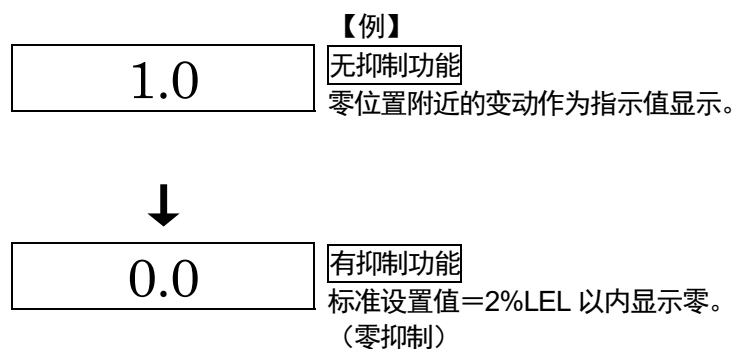 【例】
1.0
无抑制功能
零位置附近的变动作为指示值显示。
↓
0.0
有抑制功能
标准设置值＝2%LEL 以内显示零。
（零抑制）